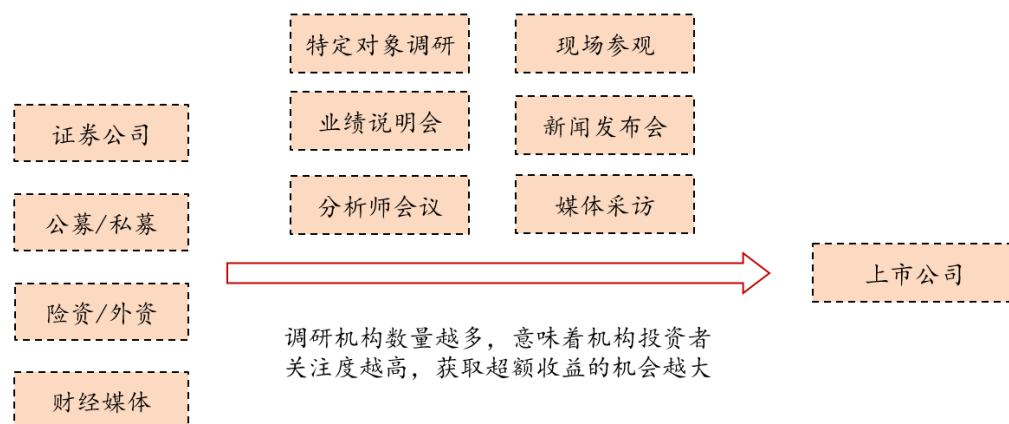 特定对象调研
现场参观
证券公司
业绩说明会
新闻发布会
公募/私募
分析师会议
媒体采访
上市公司
险资/外资
调研机构数量越多，意味着机构投资者
关注度越高，获取超额收益的机会越大
财经媒体